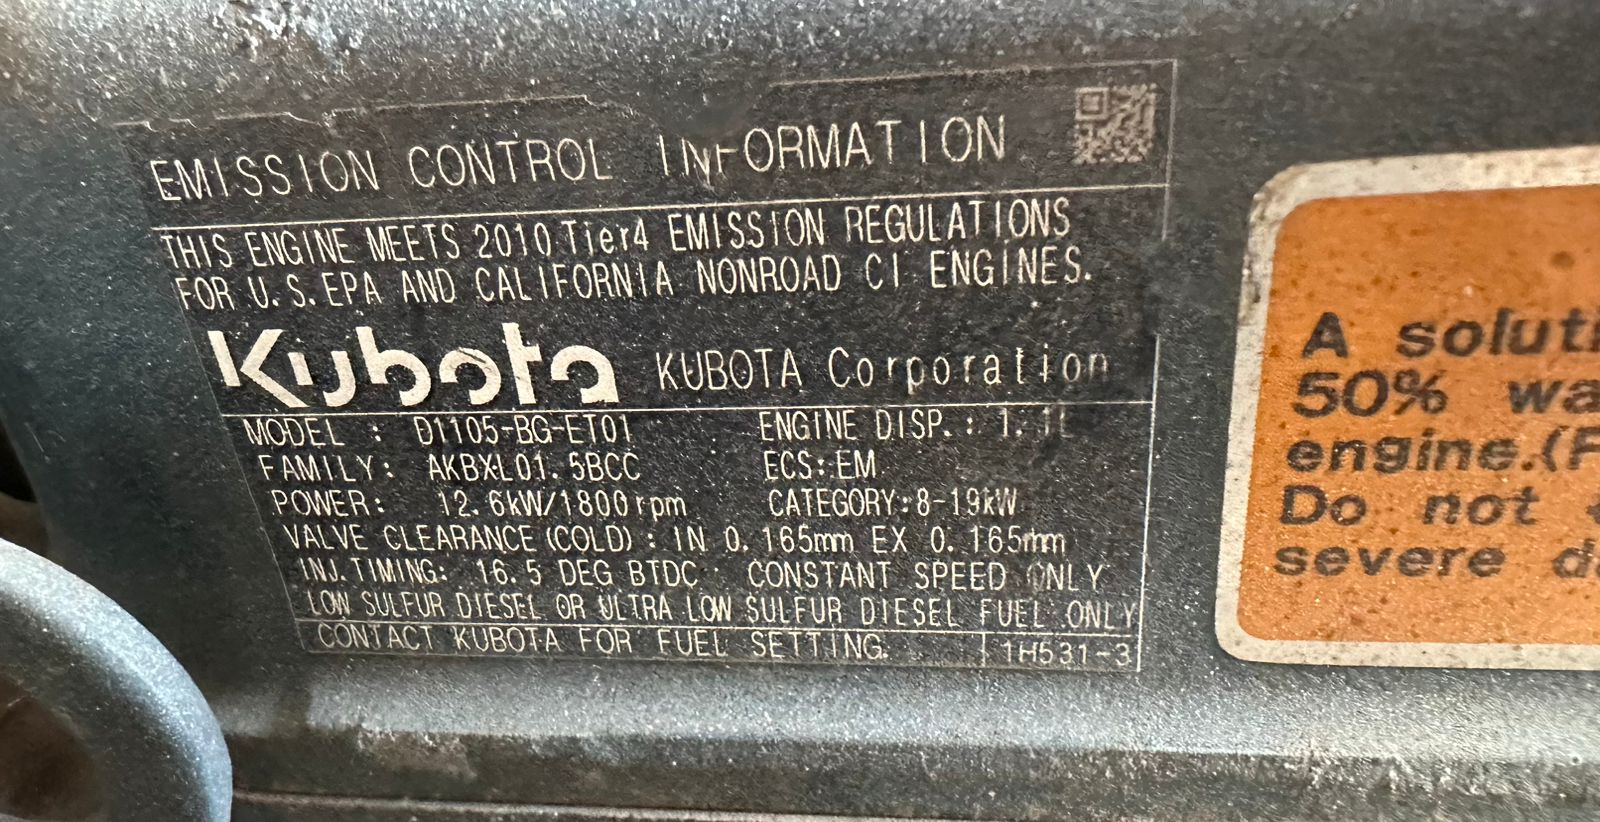 EMISSION CONTROL INFORMATION
THIS ENGINE MEETS 2010 Tier4 EMISSION REGULATIONS
FOR U.S.EPA AND CALIFORNIA NONROAD CI ENGINES.
Kubota KUBOTA Corporation
MODEL : D1105-BG-ET01 ENGINE DISP.: 1.1L
FAMILY: AKBXL01.5BCC ECS:EM
POWER: 12.6kW/1800rpm CATEGORY:8-19kW
VALVE CLEARANCE(COLD): IN 0.165mm EX 0.165mm
INJ.TIMING: 16.5 DEG BTDC CONSTANT SPEED ONLY
LOW SULFUR DIESEL OR ULTRA LOW SULFUR DIESEL FUEL ONLY
CONTACT KUBOTA FOR FUEL SETTING. 1H531-3
A
50%
engine.(F
Do not
severe